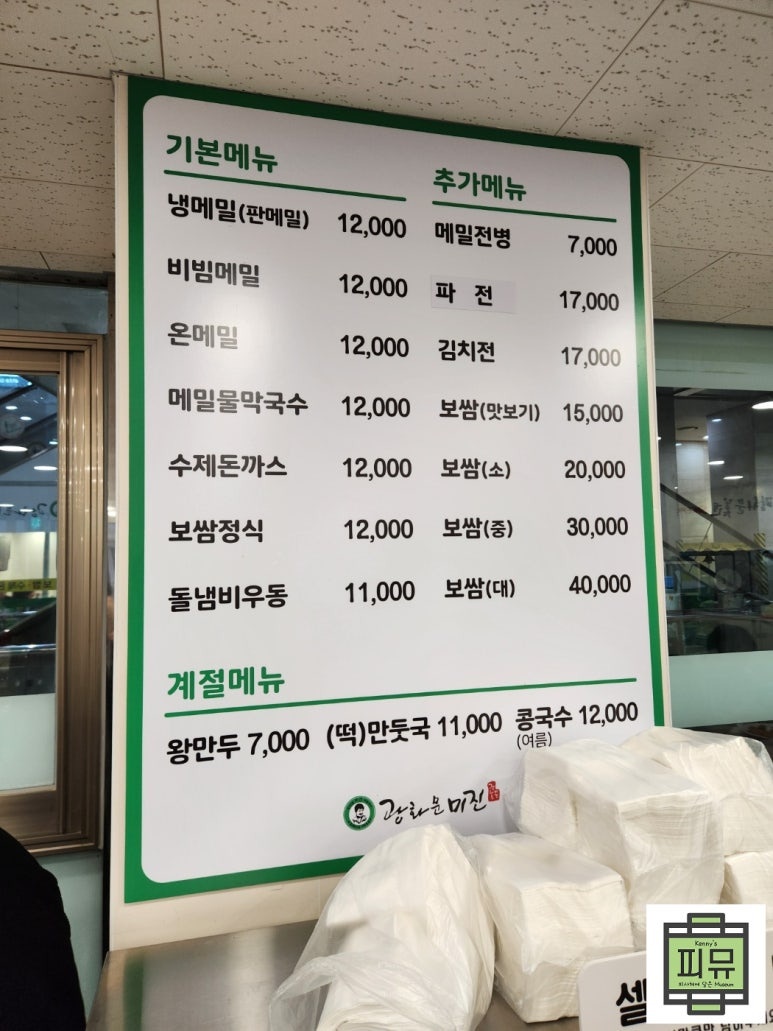 기본메뉴
냉메밀(판메밀) 12,000
비빔메밀 12,000
온메밀 12,000
메밀물막국수 12,000
수제돈까스 12,000
보쌈정식 12,000
돌냄비우동 11,000
추가메뉴
메밀전병 7,000
파 전 17,000
김치전 17,000
보쌈(맛보기) 15,000
보쌈(소) 20,000
보쌈(중) 30,000
보쌈(대) 40,000
계절메뉴
왕만두 7,000 (떡)만둣국 11,000 콩국수 12,000
(여름)
광화문미진
셀
Kenny's
피뮤
Museum